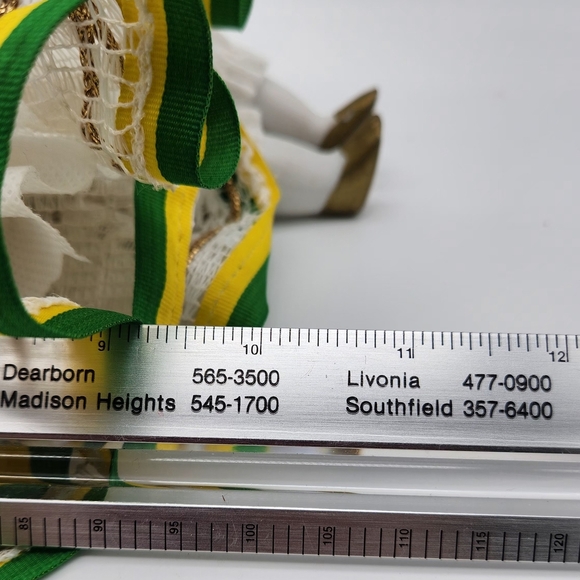 9 10 11 12
Dearborn 565-3500 Livonia 477-0900
Madison Heights 545-1700 Southfield 357-6400
85 90 95 100 105 110 115 120